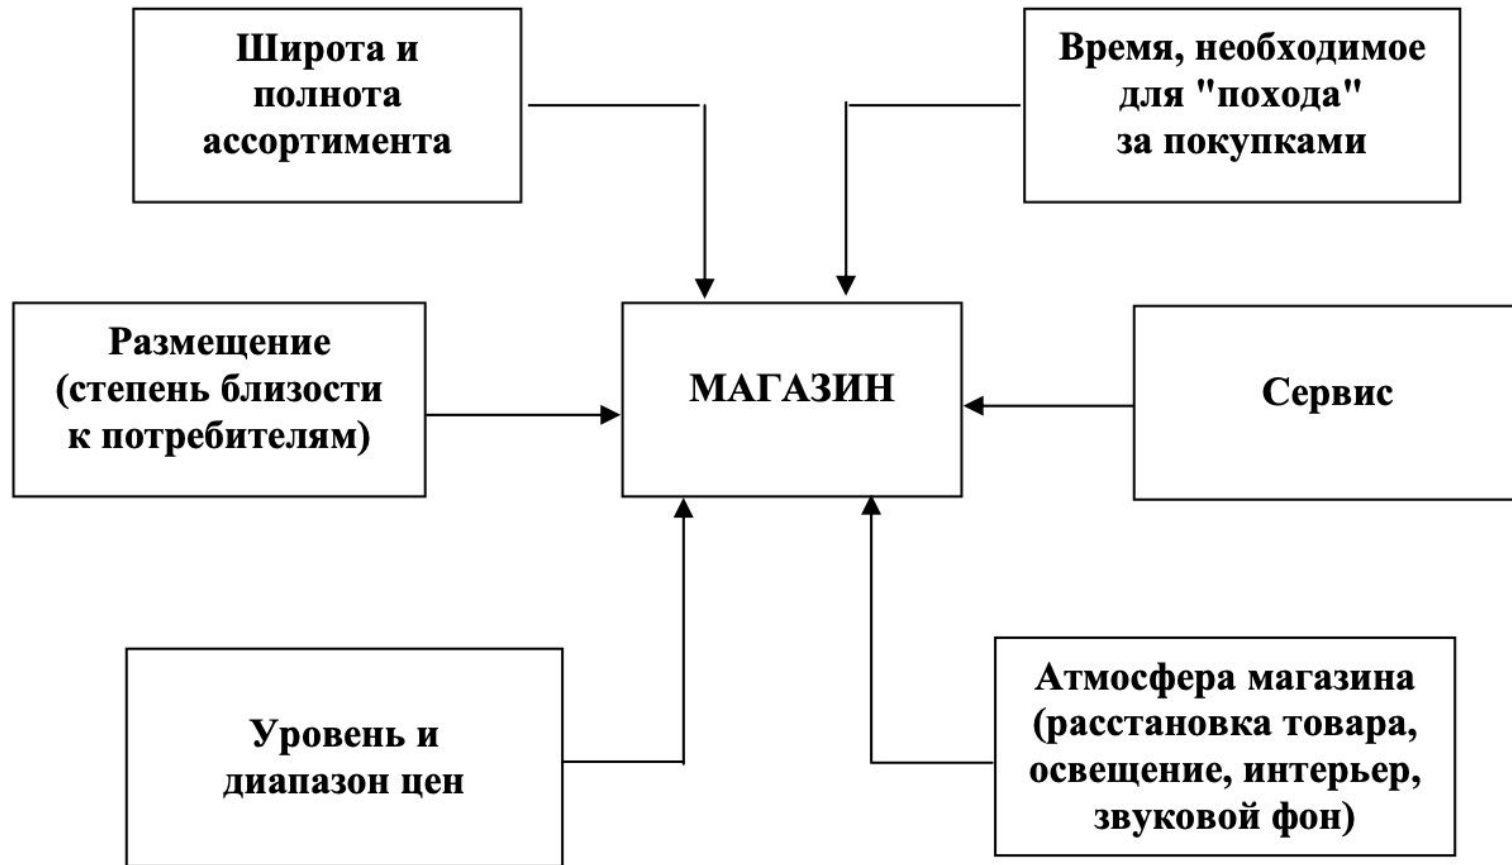 Широта и
полнота
ассортимента
Время, необходимое
для "похода"
за покупками
Размещение
(степень близости
к потребителям)
МАГАЗИН
Сервис
Уровень и
диапазон цен
Атмосфера магазина
(расстановка товара,
освещение, интерьер,
звуковой фон)